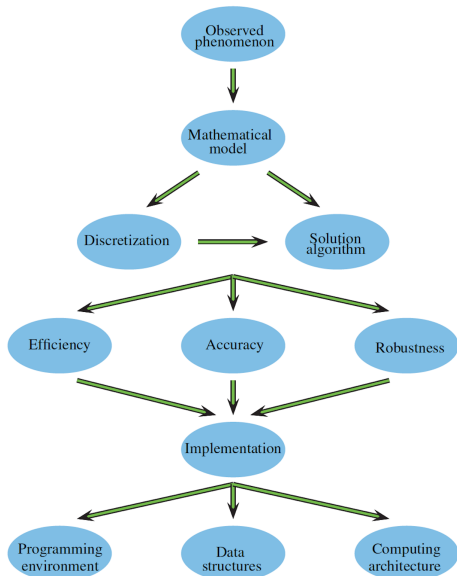 Observed
phenomenon
Mathematical
model
Discretization
Solution
algorithm
Efficiency
Accuracy
Robustness
Implementation
Programming
environment
Data
structures
Computing
architecture